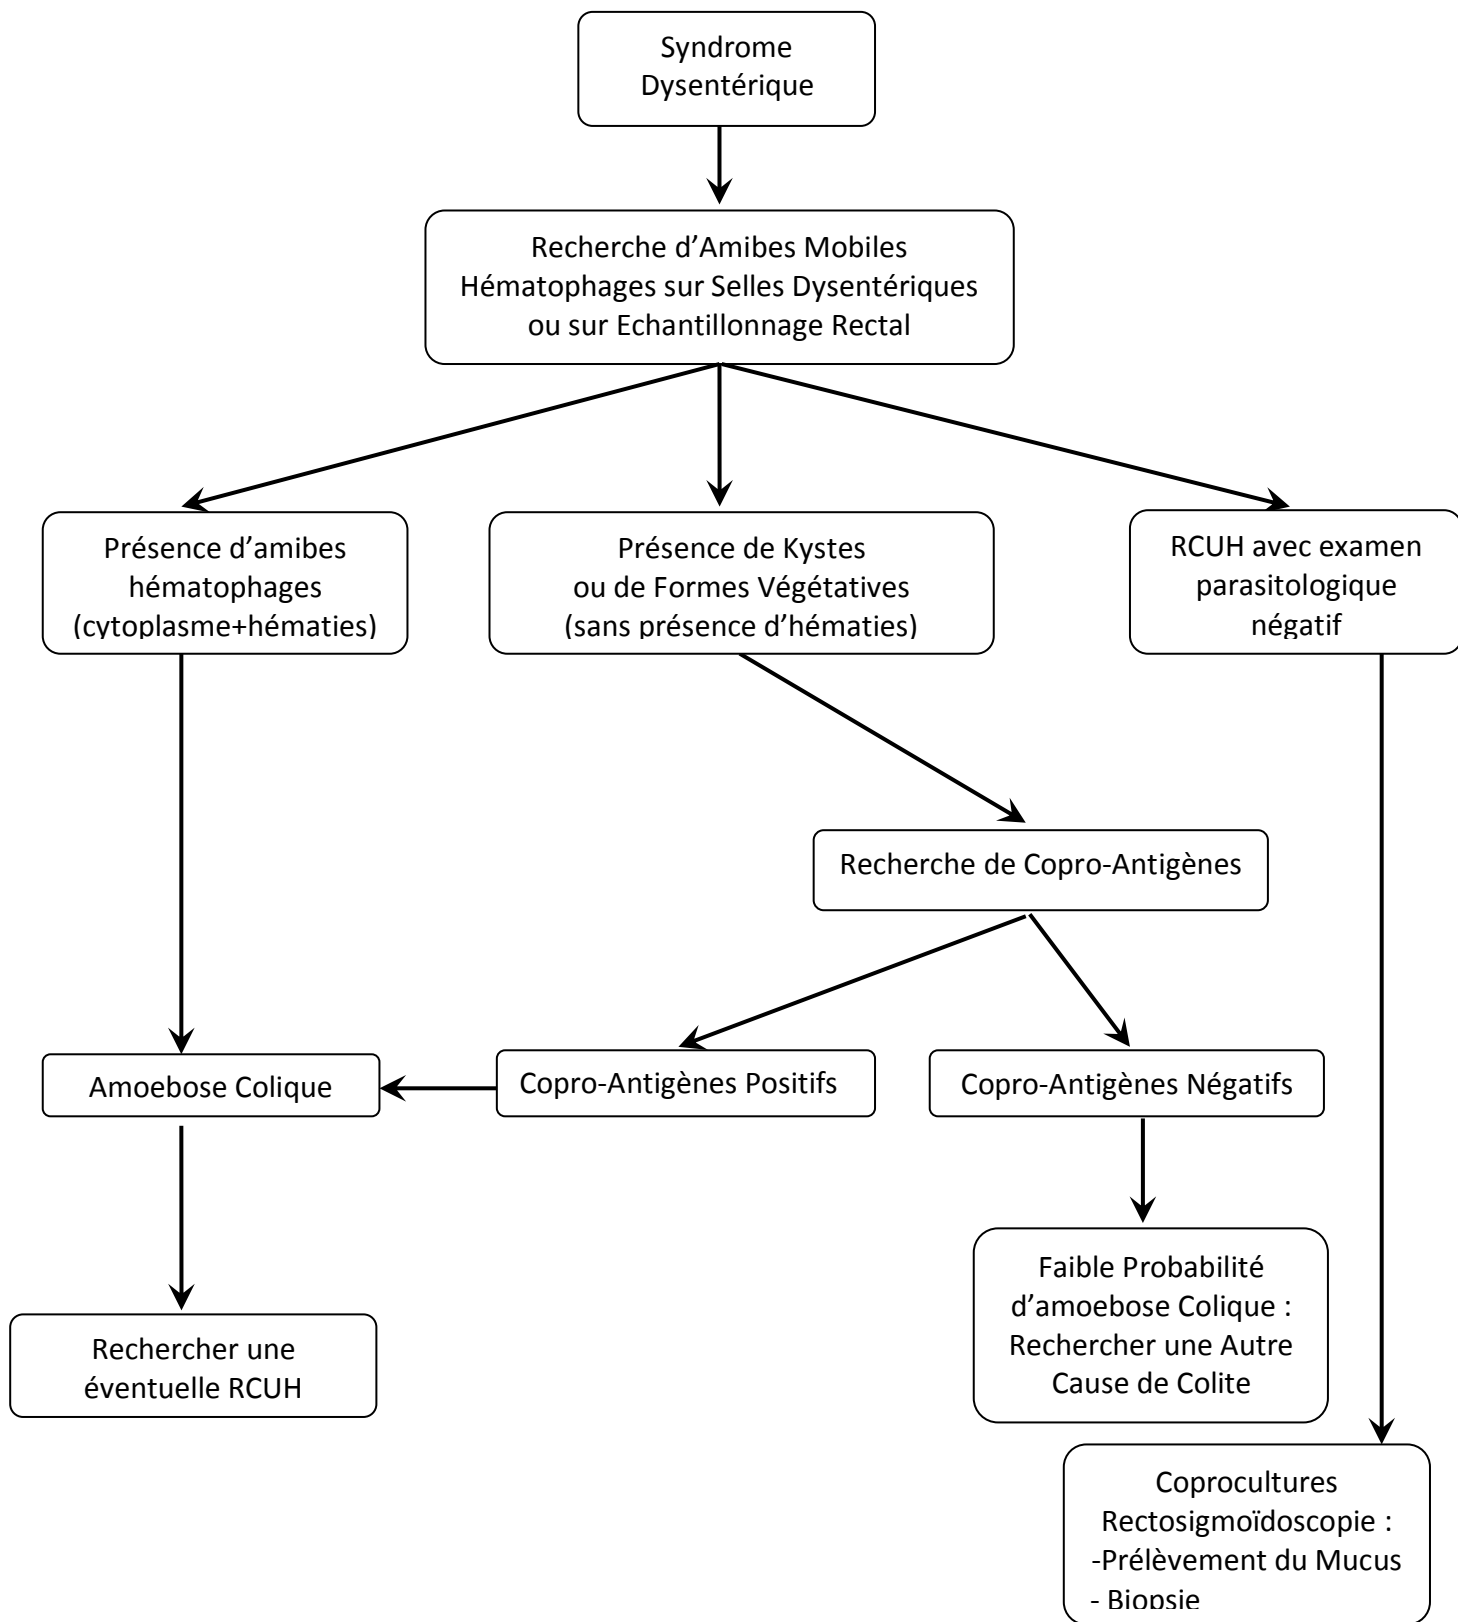 Syndrome
Dysentérique
Recherche d’Amibes Mobiles
Hématophages sur Selles Dysentériques
ou sur Echantillonnage Rectal
Présence d’amibes
hématophages
(cytoplasme+hématies)
Présence de Kystes
ou de Formes Végétatives
(sans présence d’hématies)
RCUH avec examen
parasitologique
négatif
Recherche de Copro-Antigènes
Amoebose Colique
Copro-Antigènes Positifs
Copro-Antigènes Négatifs
Faible Probabilité
d’amoebose Colique :
Rechercher une Autre
Cause de Colite
Rechercher une
éventuelle RCUH
Coprocultures
Rectosigmoïdoscopie :
-Prélèvement du Mucus
- Biopsie